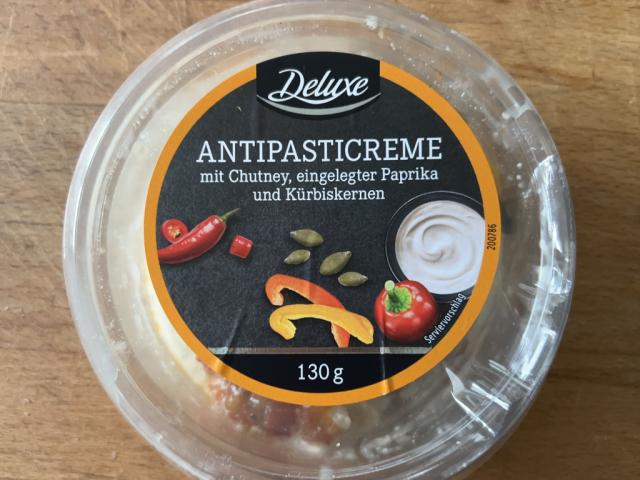 Deluxe
ANTIPASTICREME
mit Chutney, eingelegter Paprika
und Kürbiskernen
200786
Serviervorschlag
130 g